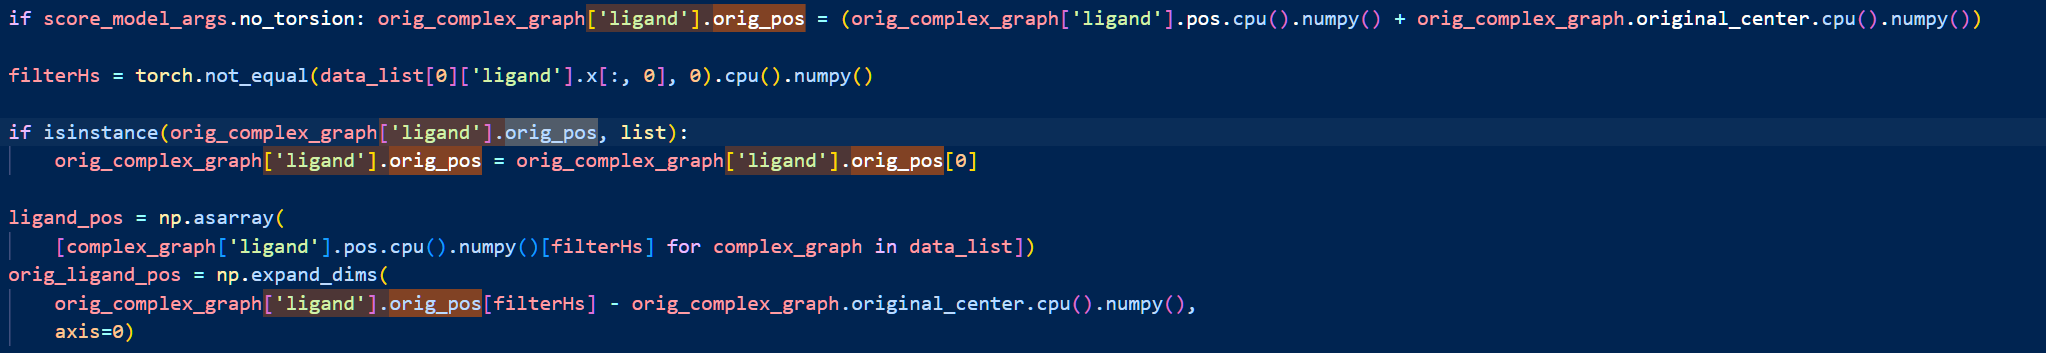 if score_model_args.no_torsion: orig_complex_graph['ligand'].orig_pos = (orig_complex_graph['ligand'].pos.cpu().numpy() + orig_complex_graph.original_center.cpu().numpy())
filterHs = torch.not_equal(data_list[0]['ligand'].x[:, 0], 0).cpu().numpy()
if isinstance(orig_complex_graph['ligand'].orig_pos, list):
    orig_complex_graph['ligand'].orig_pos = orig_complex_graph['ligand'].orig_pos[0]
ligand_pos = np.asarray(
    [complex_graph['ligand'].pos.cpu().numpy()[filterHs] for complex_graph in data_list])
orig_ligand_pos = np.expand_dims(
    orig_complex_graph['ligand'].orig_pos[filterHs] - orig_complex_graph.original_center.cpu().numpy(),
    axis=0)